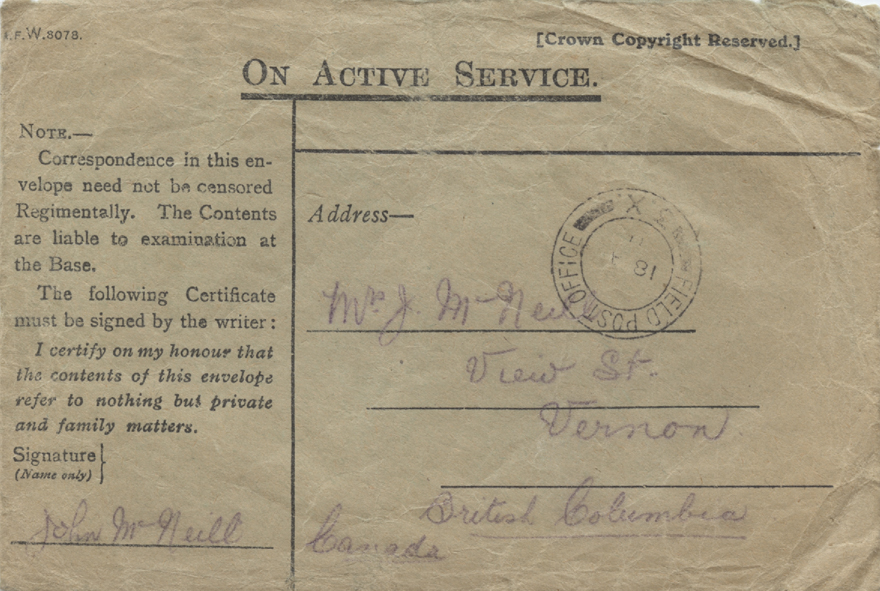 W.3078.
[Crown Copyright Reserved.]
ON ACTIVE SERVICE.
NOTE.—
Correspondence in this en-
velope need not be censored
Regimentally. The Contents
are liable to examination at
the Base.
The following Certificate
must be signed by the writer:
I certify on my honour that
the contents of this envelope
refer to nothing but private
and family matters.
Signature
(Name only)
John McNeill
Address—
FIELD POST OFFICE
Mrs J. McNeill
View St.
Vernon
British Columbia
Canada